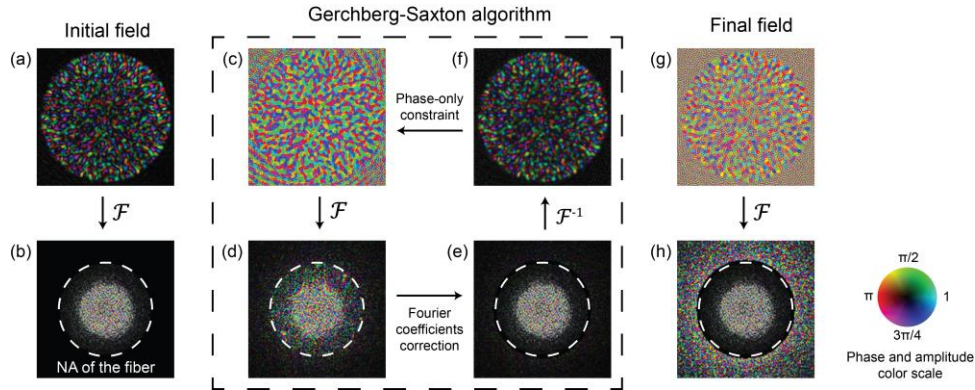 Gerchberg-Saxton algorithm
Initial field
Final field
(a)
(c)
(f)
(g)
Phase-only
constraint
ℱ
ℱ
ℱ-1
ℱ
(b)
(d)
(e)
(h)
NA of the fiber
Fourier
coefficients
correction
π/2
π
1
3π/4
Phase and amplitude
color scale